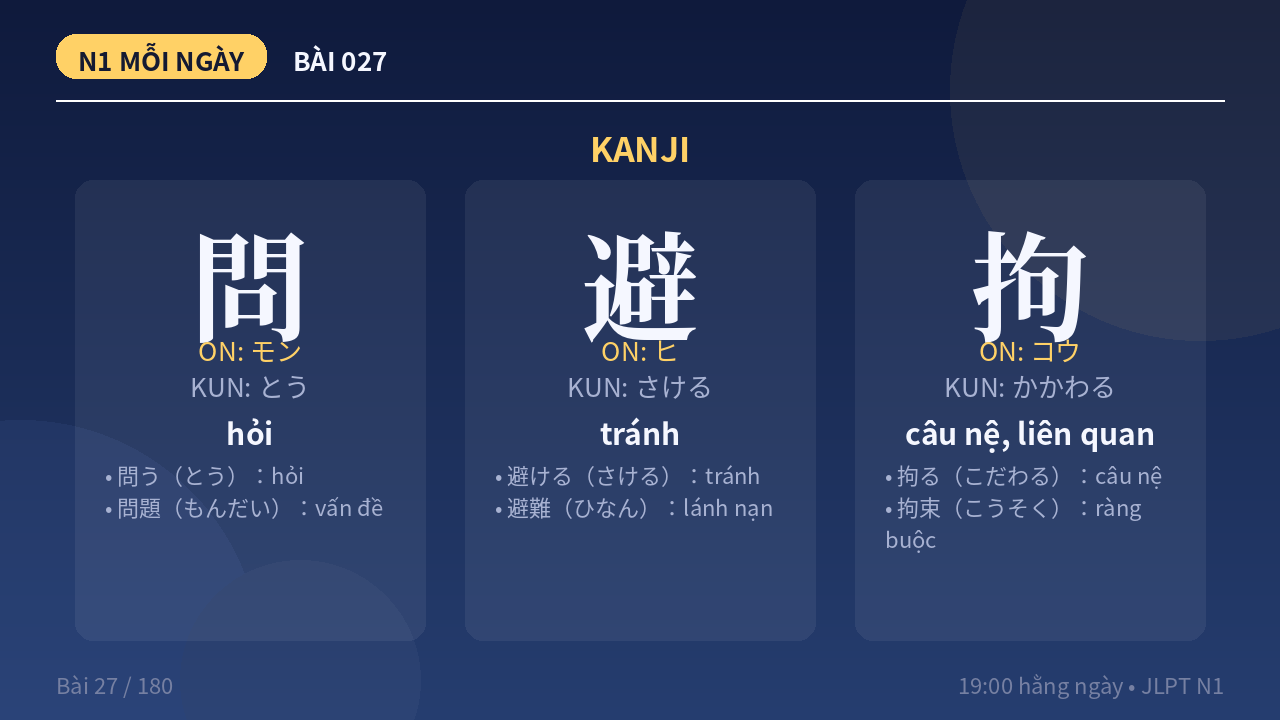 N1 MỖI NGÀY
BÀI 027
KANJI
問
ON: モン
KUN: とう
hỏi
• 問う（とう）：hỏi
• 問題（もんだい）：vấn đề
避
ON: ヒ
KUN: さける
tránh
• 避ける（さける）：tránh
• 避難（ひなん）：lánh nạn
拘
ON: コウ
KUN: かかわる
câu nệ, liên quan
• 拘る（こだわる）：câu nệ
• 拘束（こうそく）：ràng
buộc
Bài 27 / 180
19:00 hằng ngày • JLPT N1